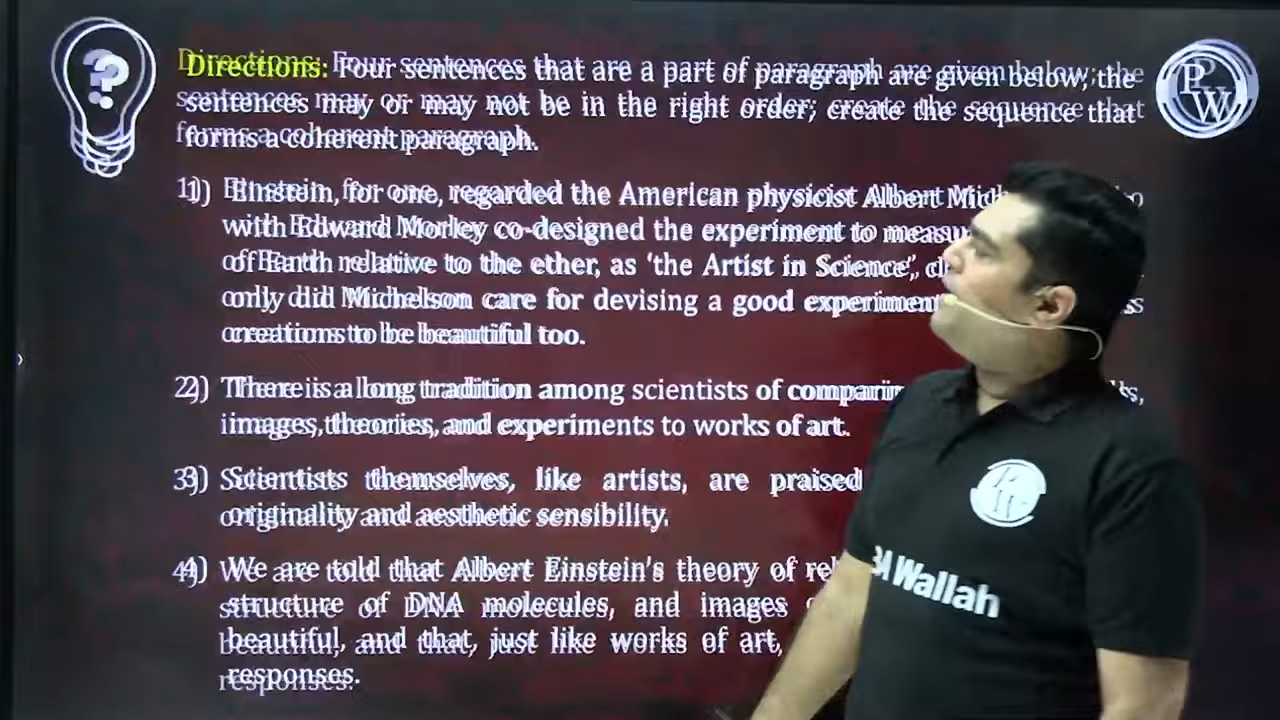 Directions: Four sentences that are a part of paragraph are given below; the
sentences may or may not be in the right order; create the sequence that
forms a coherent paragraph.
1) Einstein, for one, regarded the American physicist Albert
with Edward Morley co-designed the experiment to
of Earth relative to the ether, as ‘the Artist in Science’,
only did Michelson care for devising a good
creations to be beautiful too.
2) There is a long tradition among scientists of
images, theories, and experiments to works of art.
3) Scientists themselves, like artists, are praised
originality and aesthetic sensibility.
4) We are told that Albert Einstein's theory of
structure of DNA molecules, and images
beautiful, and that, just like works of art,
responses.
PW
Wallah